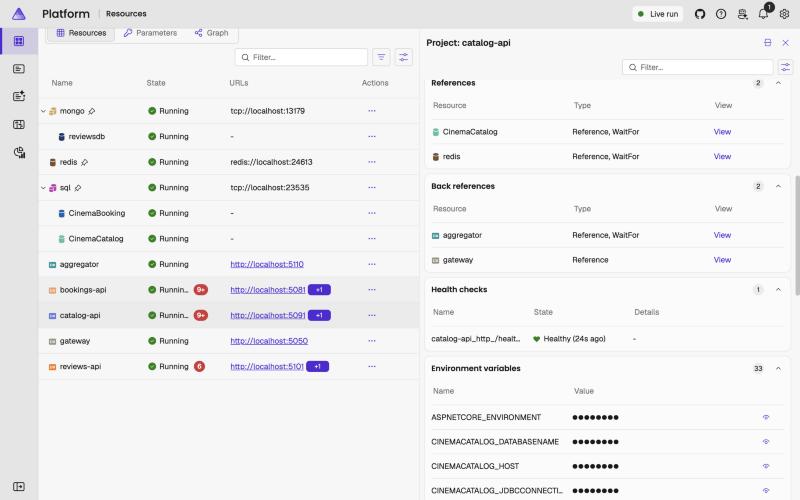 Platform
Resources
Live run
1
Resources
Parameters
Graph
Filter...
Name State URLs Actions
mongo Running tcp://localhost:13179
reviewsdb Running -
redis Running redis://localhost:24613
sql Running tcp://localhost:23535
CinemaBooking Running -
CinemaCatalog Running -
aggregator Running http://localhost:5110
bookings-api Runnin... 9+ http://localhost:5081 +1
catalog-api Runnin... 9+ http://localhost:5091 +1
gateway Running http://localhost:5050
reviews-api Running 6 http://localhost:5101 +1
Project: catalog-api
Filter...
References 2
Resource Type View
CinemaCatalog Reference, WaitFor View
redis Reference, WaitFor View
Back references 2
Resource Type View
aggregator Reference, WaitFor View
gateway Reference View
Health checks 1
Name State Details
catalog-api_http_/healt... Healthy (24s ago) -
Environment variables 33
Name Value
ASPNETCORE_ENVIRONMENT ●●●●●●●●
CINEMACATALOG_DATABASENAME ●●●●●●●●
CINEMACATALOG_HOST ●●●●●●●●
CINEMACATALOG_JDBCCONNECTI... ●●●●●●●●